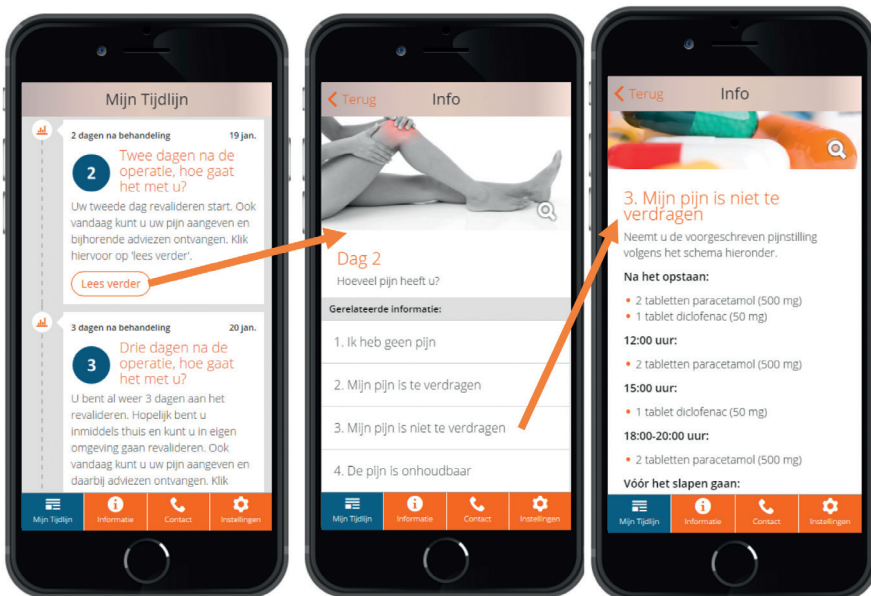 Mijn Tijdlijn
2 dagen na behandeling 19 jan.
2
Twee dagen na de
operatie, hoe gaat
het met u?
Uw tweede dag revalideren start. Ook
vandaag kunt u uw pijn aangeven en
bijhorende adviezen ontvangen. Klik
hiervoor op 'lees verder'.
Lees verder
3 dagen na behandeling 20 jan.
3
Drie dagen na de
operatie, hoe gaat
het met u?
U bent al weer 3 dagen aan het
revalideren. Hopelijk bent u
inmiddels thuis en kunt u in eigen
omgeving gaan revalideren. Ook
vandaag kunt u uw pijn aangeven en
daarbij adviezen ontvangen. Klik
Mijn Tijdlijn Informatie Contact Instellingen
Terug Info
Dag 2
Hoeveel pijn heeft u?
Gerelateerde informatie:
1. Ik heb geen pijn
2. Mijn pijn is te verdragen
3. Mijn pijn is niet te verdragen
4. De pijn is onhoudbaar
Mijn Tijdlijn Informatie Contact Instellingen
Terug Info
3. Mijn pijn is niet te
verdragen
Neemt u de voorgeschreven pijnstilling
volgens het schema hieronder.
Na het opstaan:
• 2 tabletten paracetamol (500 mg)
• 1 tablet diclofenac (50 mg)
12:00 uur:
• 2 tabletten paracetamol (500 mg)
15:00 uur:
• 1 tablet diclofenac (50 mg)
18:00-20:00 uur:
• 2 tabletten paracetamol (500 mg)
Vóór het slapen gaan:
Mijn Tijdlijn Informatie Contact Instellingen